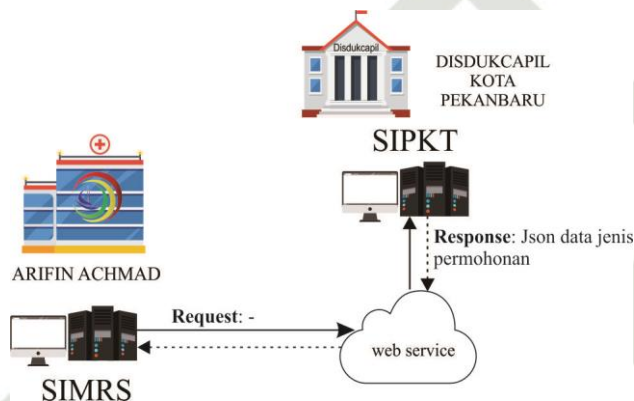 Disdukcapil
DISDUKCAPIL
KOTA
PEKANBARU
SIPKT
Response: Json data jenis
permohonan
ARIFIN ACHMAD
Request: -
web service
SIMRS